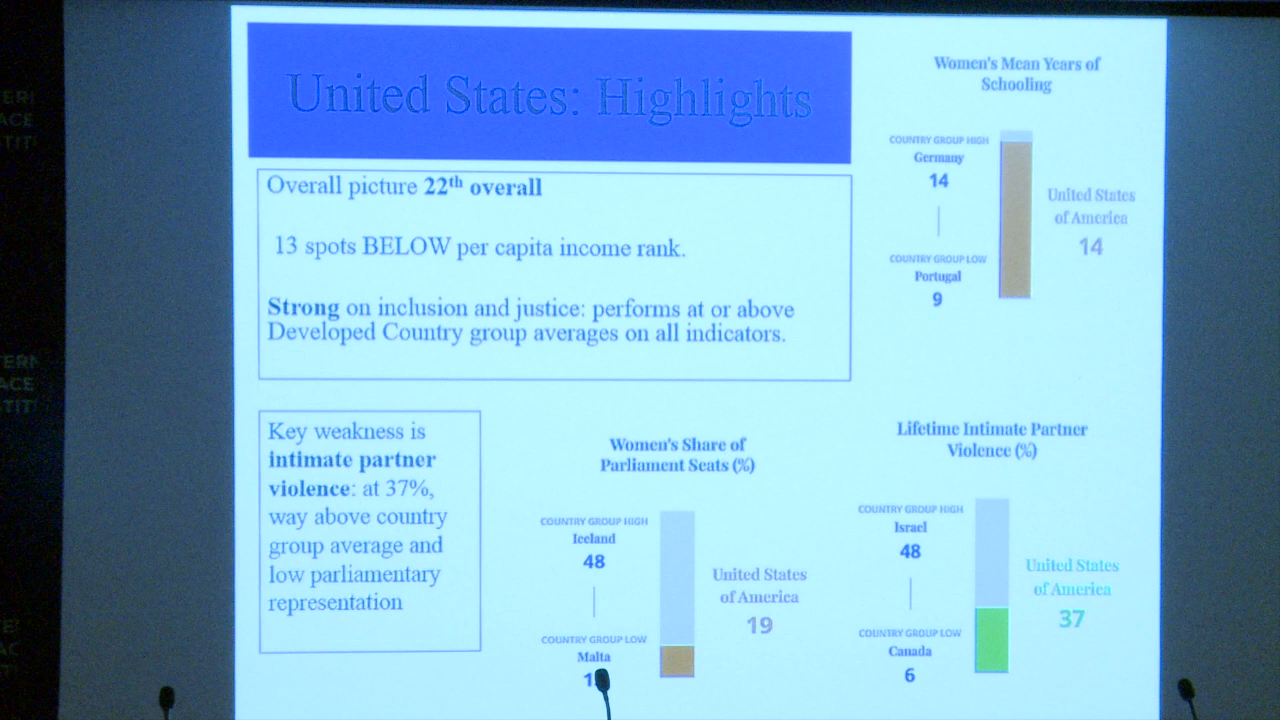 United States: Highlights
Overall picture 22th overall
13 spots BELOW per capita income rank.
Strong on inclusion and justice: performs at or above
Developed Country group averages on all indicators.
Key weakness is
intimate partner
violence: at 37%,
way above country
group average and
low parliamentary
representation
Women's Mean Years of
Schooling
COUNTRY GROUP HIGH
Germany
14
COUNTRY GROUP LOW
Portugal
9
United States
of America
14
Women's Share of
Parliament Seats (%)
COUNTRY GROUP HIGH
Iceland
48
COUNTRY GROUP LOW
Malta
United States
of America
19
Lifetime Intimate Partner
Violence (%)
COUNTRY GROUP HIGH
Israel
48
COUNTRY GROUP LOW
Canada
6
United States
of America
37